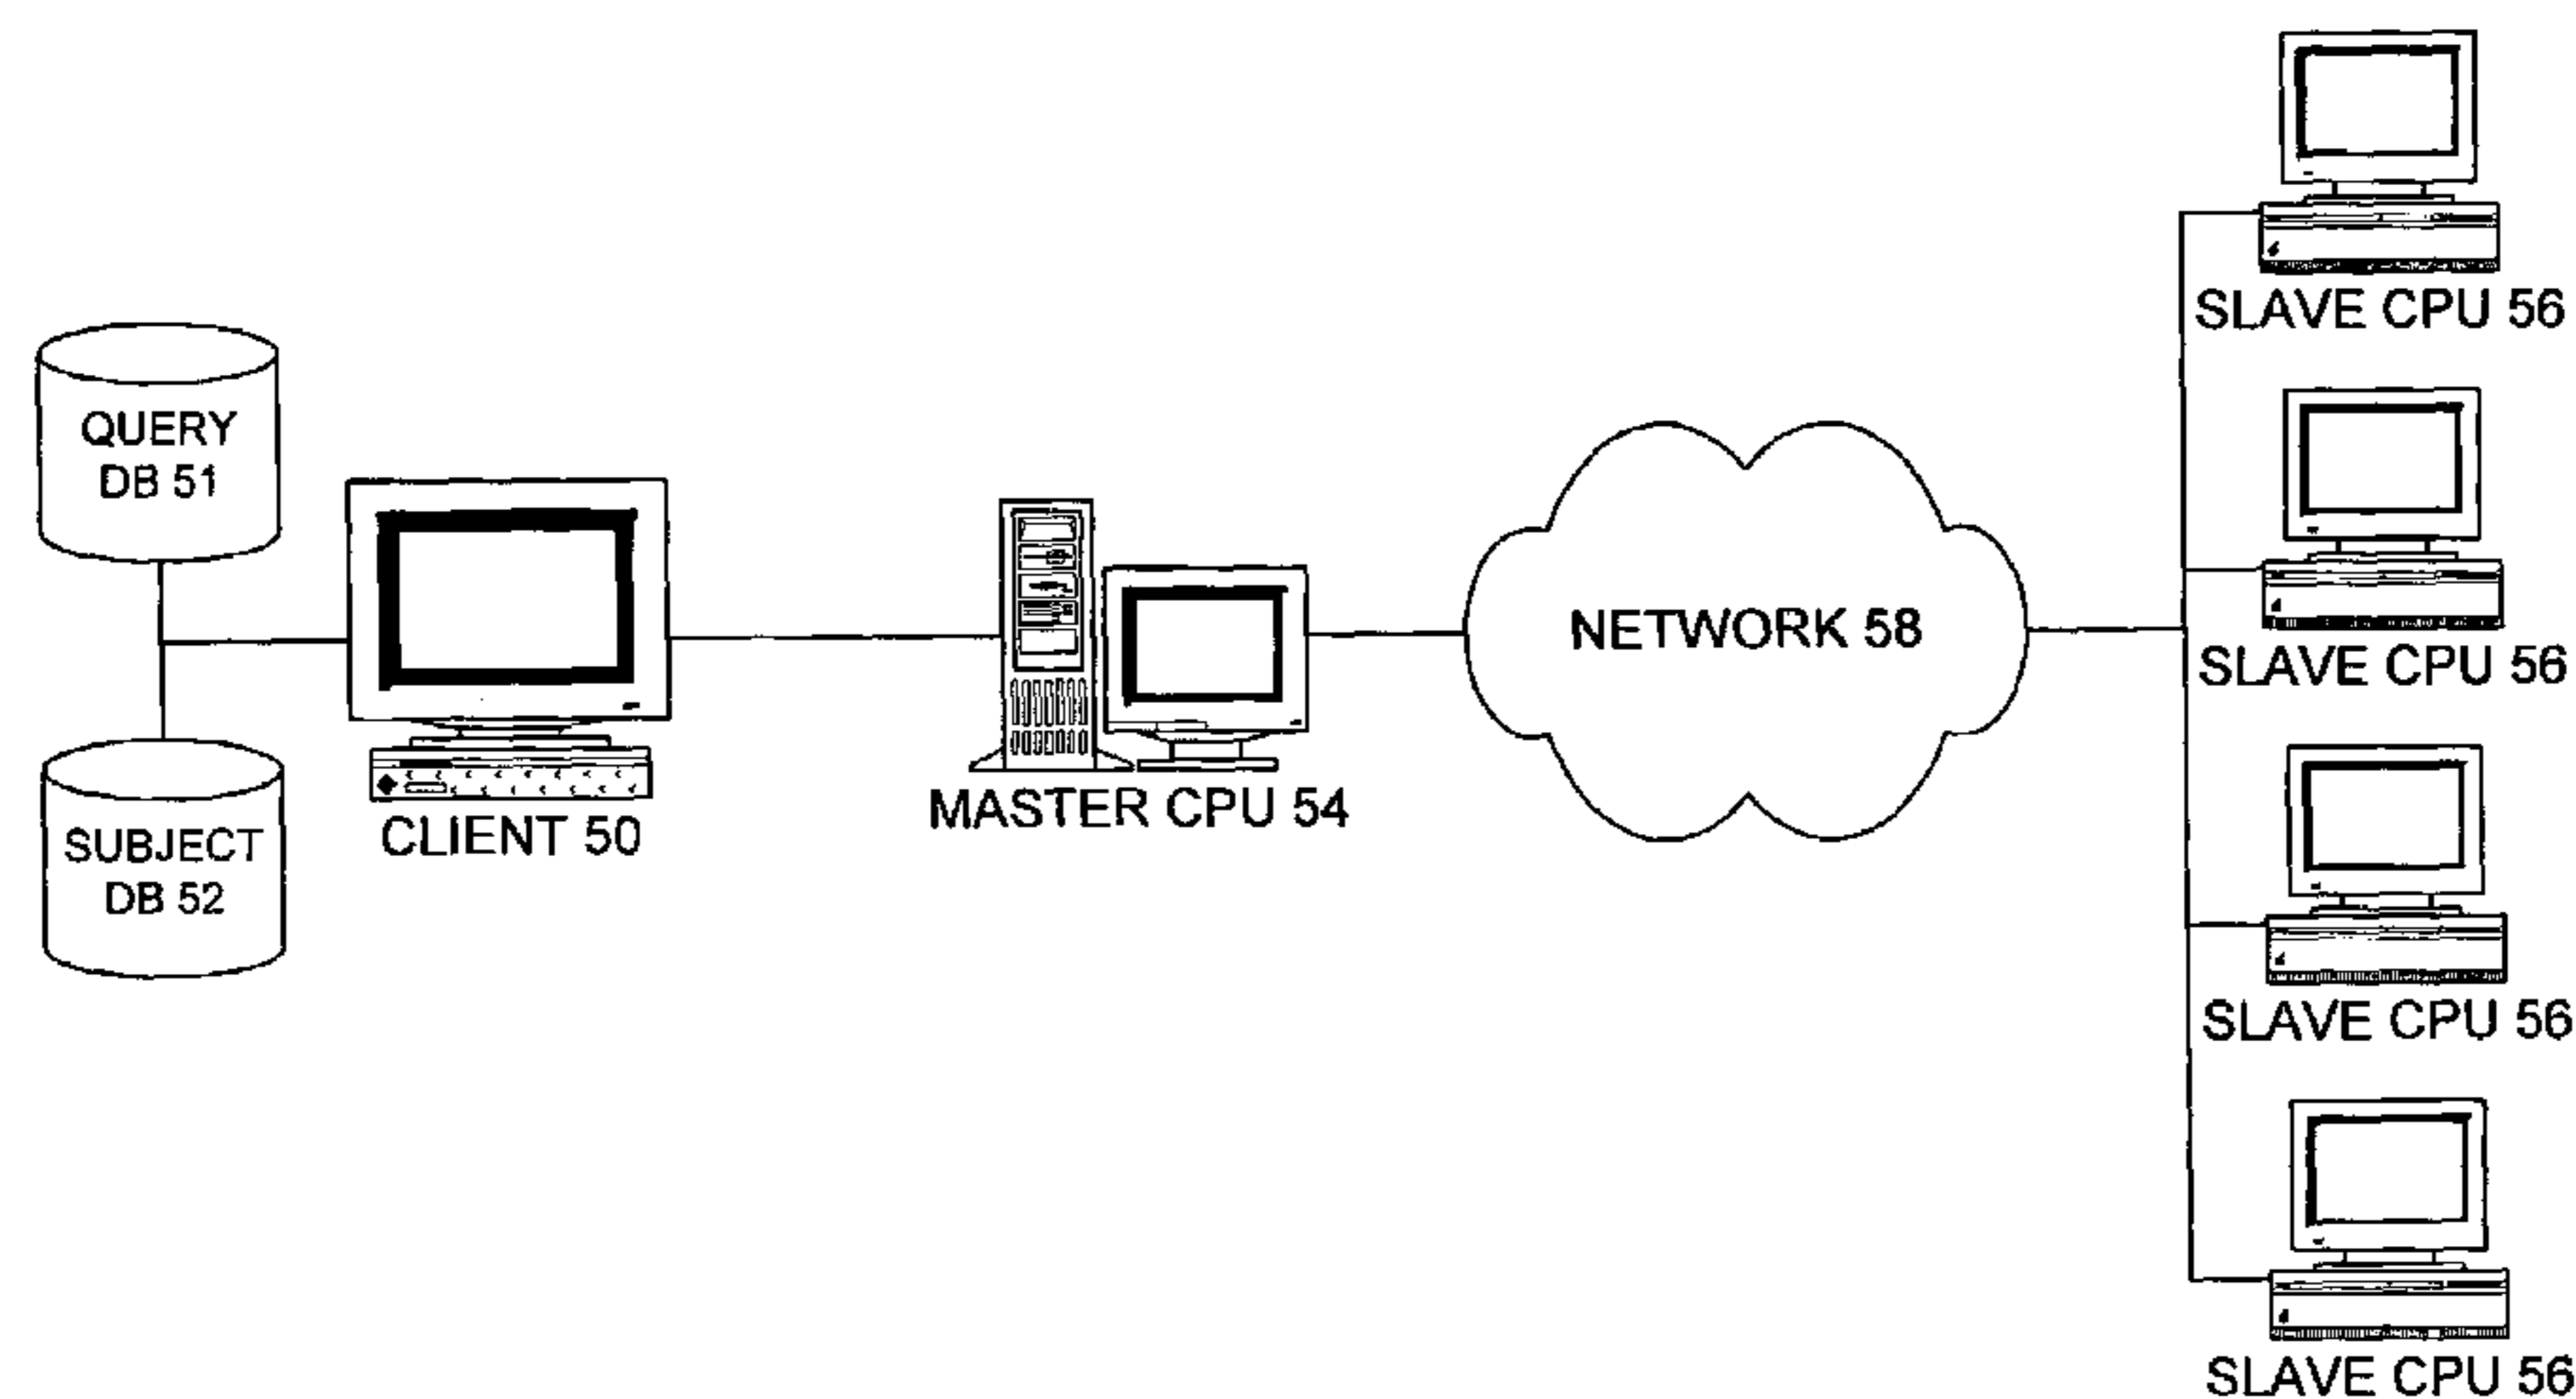 QUERY
DB 51
SUBJECT
DB 52
CLIENT 50
MASTER CPU 54
NETWORK 58
SLAVE CPU 56
SLAVE CPU 56
SLAVE CPU 56
SLAVE CPU 56